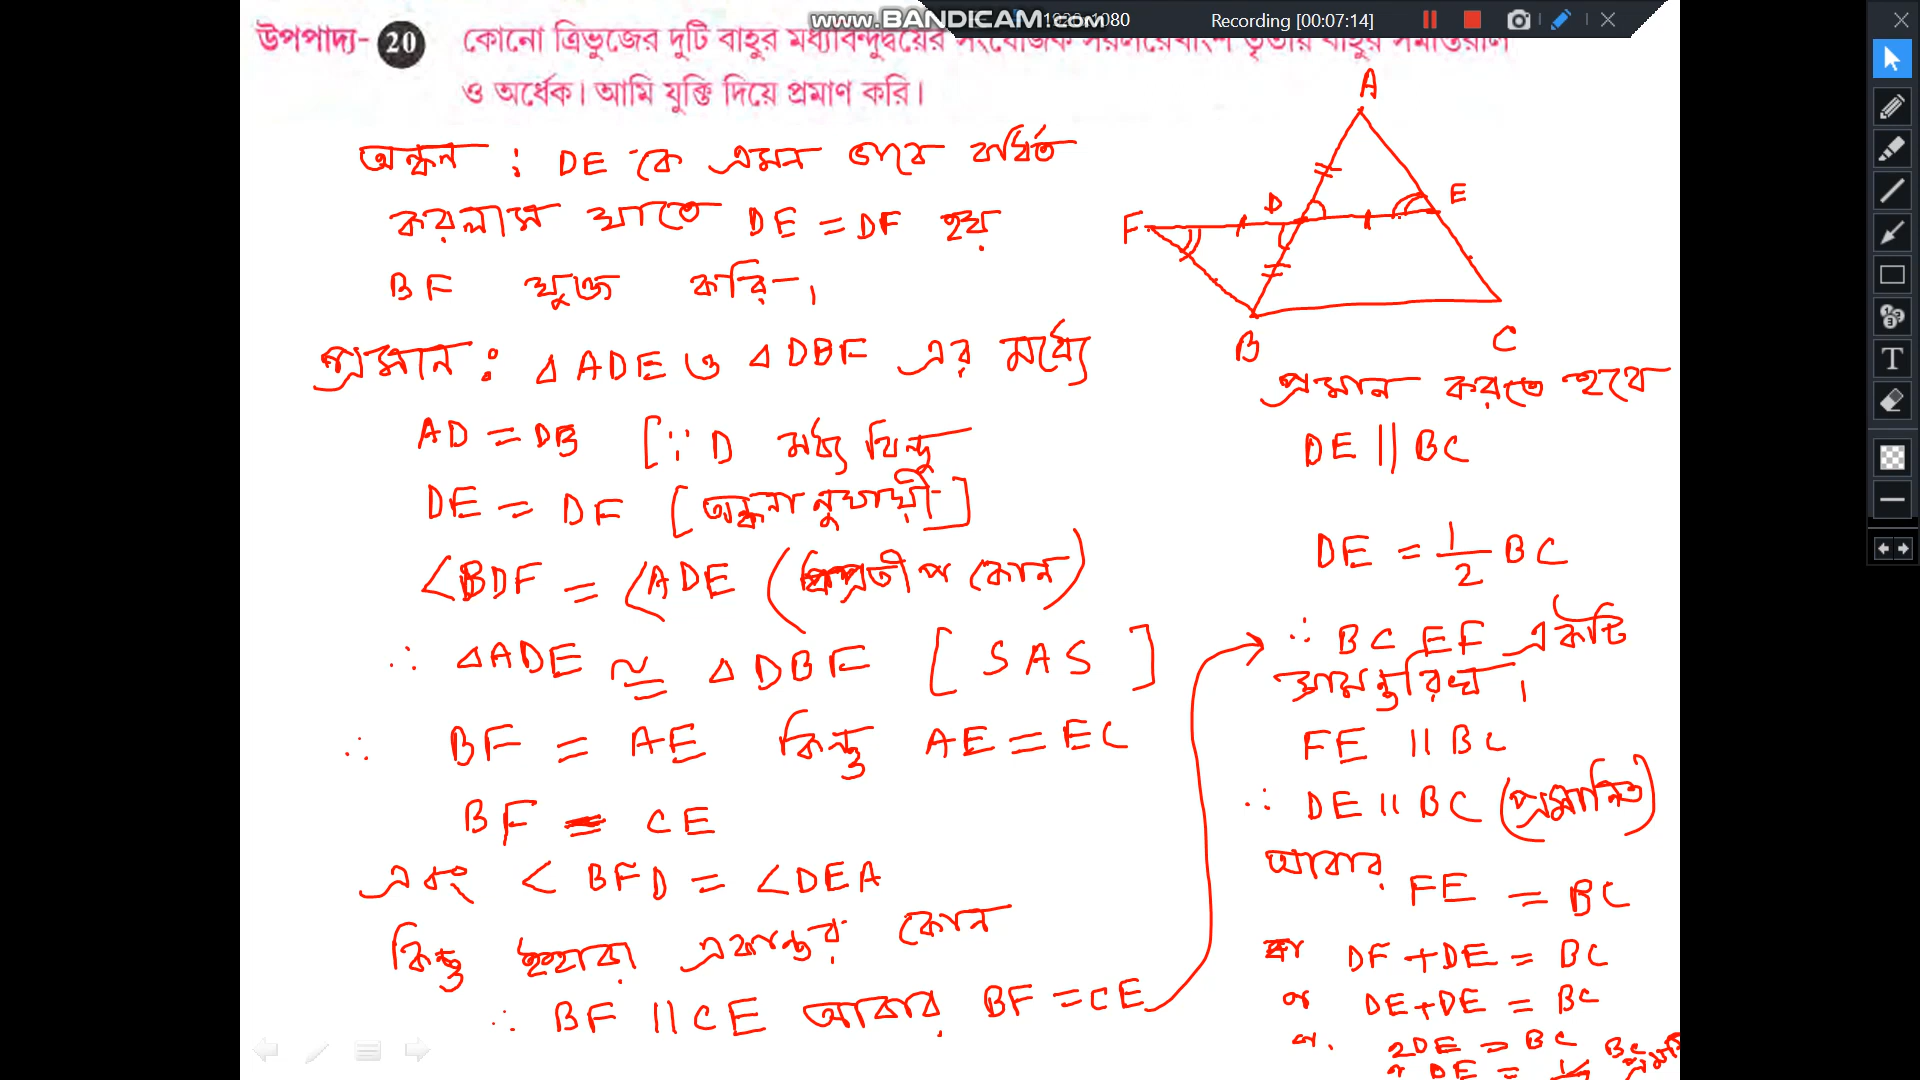 www.BANDICAM.com 1920x1080 Recording [00:07:14]
উপপাদ্য- 20 কোনো ত্রিভুজের দুটি বাহুর মধ্যবিন্দুদ্বয়ের সংযোজক সরলরেখাংশ তৃতীয় বাহুর সমান্তরাল
ও অর্ধেক। আমি যুক্তি দিয়ে প্রমাণ করি।
অঙ্কন : DE কে এমন ভাবে বর্ধিত
করলাম যাতে DE = DF হয়
BF যুক্ত করি।
প্রমান : △ADE ও △DBF এর মধ্যে
AD = DB [∵ D মধ্য বিন্দু
DE = DF [অঙ্কনানুযায়ী]
∠BDF = ∠ADE (বিপ্রতীপ কোন)
∴ △ADE ≅ △DBF [SAS]
∴ BF = AE কিন্তু AE = EC
BF = CE
এবং ∠BFD = ∠DEA
কিন্তু ইহারা একান্তর কোন
∴ BF || CE আবার BF = CE
A
D
E
F
B
C
প্রমান করতে হবে
DE || BC
DE = 1/2 BC
∴ BCEF একটি
সামন্তরিঘ।
FE || BC
∴ DE || BC (প্রমানিত)
আবার
FE = BC
বা DF + DE = BC
বা DE + DE = BC
বা. 2DE = BC
DE = BC
T